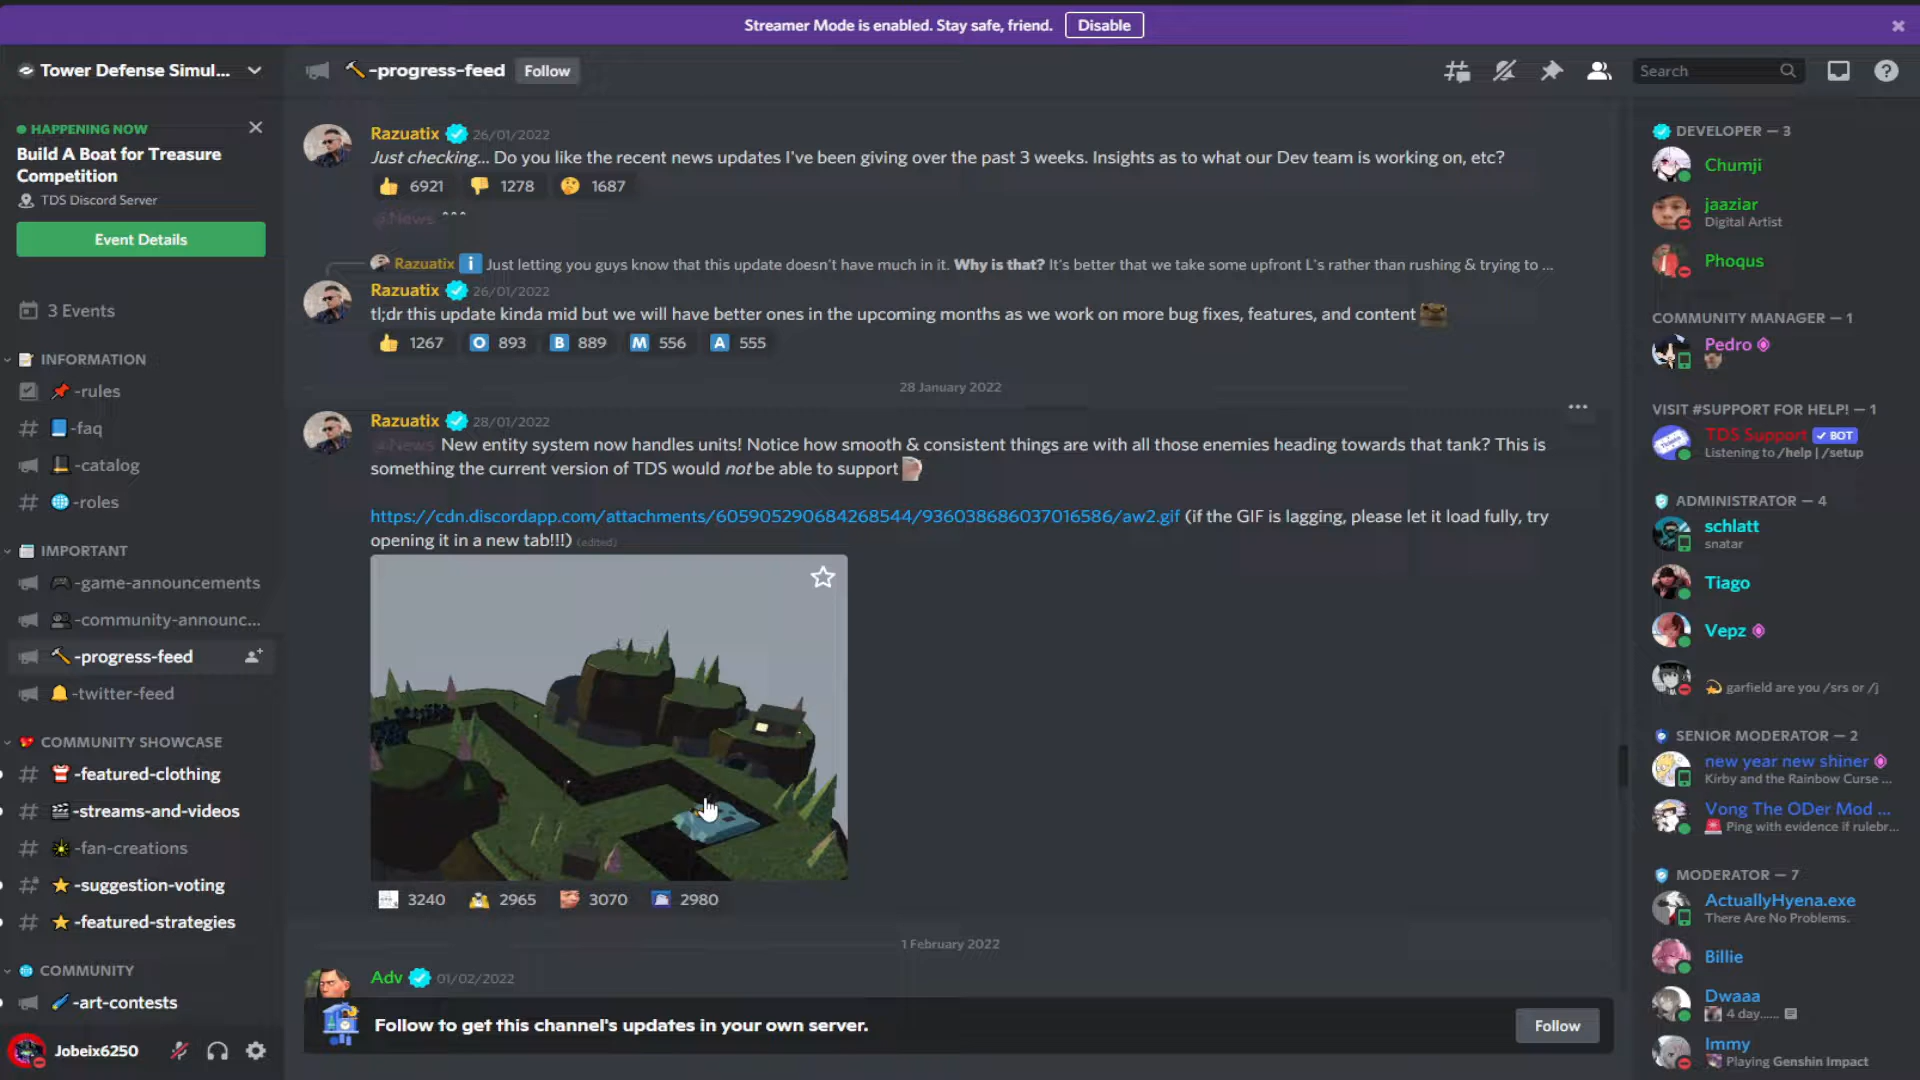 Streamer Mode is enabled. Stay safe, friend. Disable
Tower Defense Simul...
-progress-feed Follow
Search
HAPPENING NOW
Build A Boat for Treasure
Competition
TDS Discord Server
Event Details
3 Events
INFORMATION
-rules
-faq
-catalog
-roles
IMPORTANT
-game-announcements
-community-announc...
-progress-feed
-twitter-feed
COMMUNITY SHOWCASE
-featured-clothing
-streams-and-videos
-fan-creations
-suggestion-voting
-featured-strategies
COMMUNITY
-art-contests
Jobeix6250
Razuatix 26/01/2022
Just checking... Do you like the recent news updates I've been giving over the past 3 weeks. Insights as to what our Dev team is working on, etc?
6921 1278 1687
@News ^^^
Razuatix Just letting you guys know that this update doesn't have much in it. Why is that? It's better that we take some upfront L's rather than rushing & trying to ...
Razuatix 26/01/2022
tl;dr this update kinda mid but we will have better ones in the upcoming months as we work on more bug fixes, features, and content
1267 O 893 B 889 M 556 A 555
28 January 2022
Razuatix 28/01/2022
@News New entity system now handles units! Notice how smooth & consistent things are with all those enemies heading towards that tank? This is
something the current version of TDS would not be able to support
https://cdn.discordapp.com/attachments/605905290684268544/936038686037016586/aw2.gif (if the GIF is lagging, please let it load fully, try
opening it in a new tab!!!) (edited)
3240 2965 3070 2980
1 February 2022
Adv 01/02/2022
Follow to get this channel's updates in your own server. Follow
DEVELOPER — 3
Chumji
jaaziar
Digital Artist
Phoqus
COMMUNITY MANAGER — 1
Pedro
VISIT #SUPPORT FOR HELP! — 1
TDS Support BOT
Listening to /help | /setup
ADMINISTRATOR — 4
schlatt
snatar
Tiago
Vepz
garfield are you /srs or /j
SENIOR MODERATOR — 2
new year new shiner
Kirby and the Rainbow Curse ...
Vong The ODer Mod ...
Ping with evidence if rulebr...
MODERATOR — 7
ActuallyHyena.exe
There Are No Problems.
Billie
Dwaaa
4 day......
Immy
Playing Genshin Impact